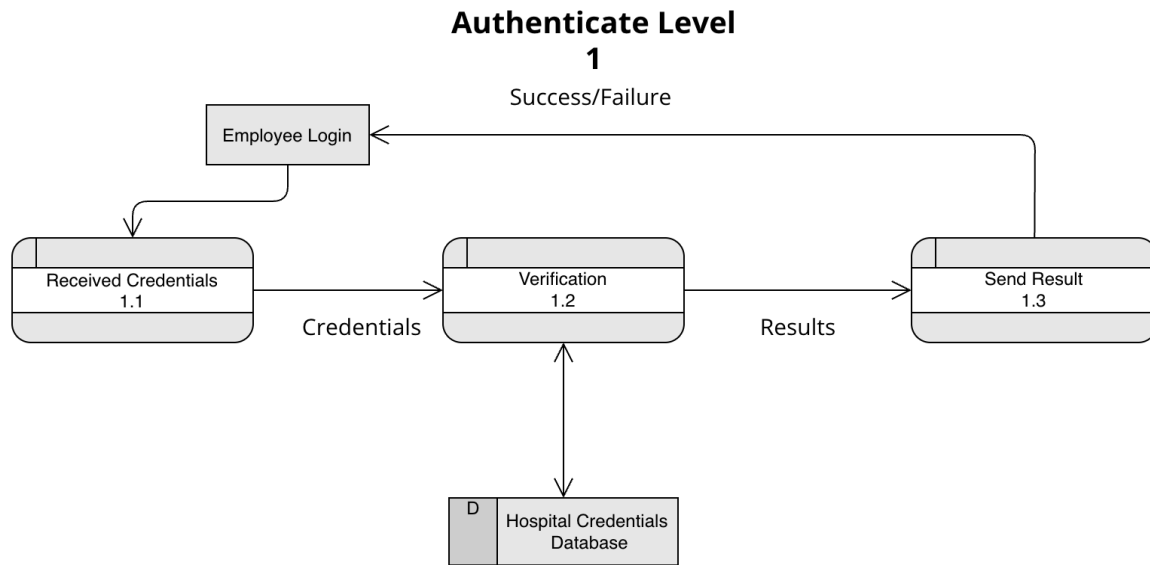 Authenticate Level
1
Success/Failure
Employee Login
Received Credentials
1.1
Credentials
Verification
1.2
Results
Send Result
1.3
D
Hospital Credentials
Database